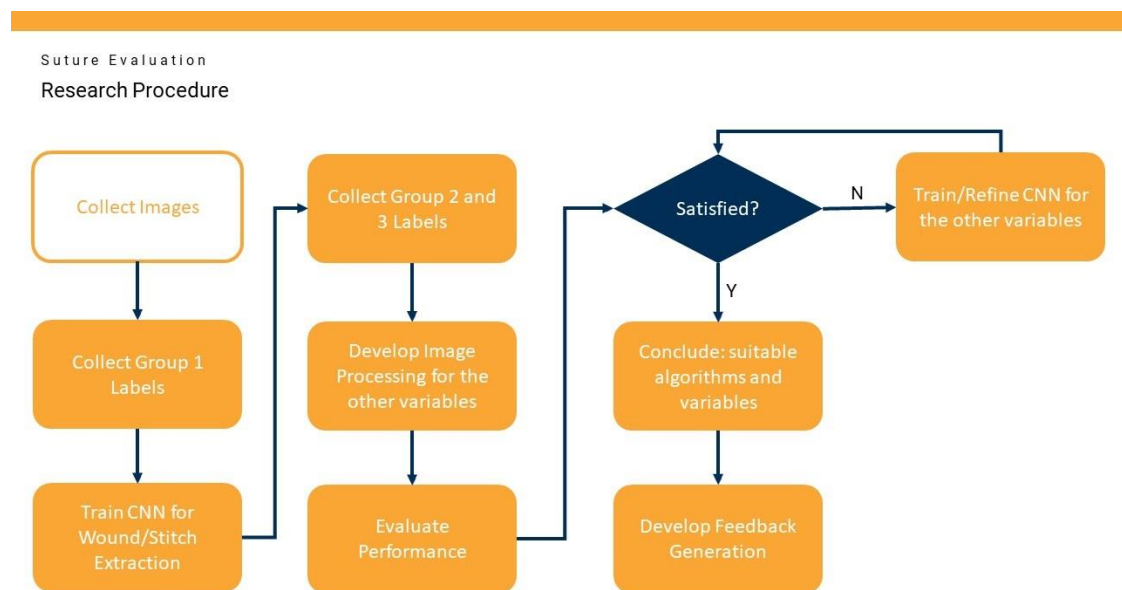 Suture Evaluation
Research Procedure
Collect Images
Collect Group 1
Labels
Train CNN for
Wound/Stitch
Extraction
Collect Group 2 and
3 Labels
Develop Image
Processing for the
other variables
Evaluate
Performance
Satisfied?
N
Train/Refine CNN for
the other variables
Y
Conclude: suitable
algorithms and
variables
Develop Feedback
Generation